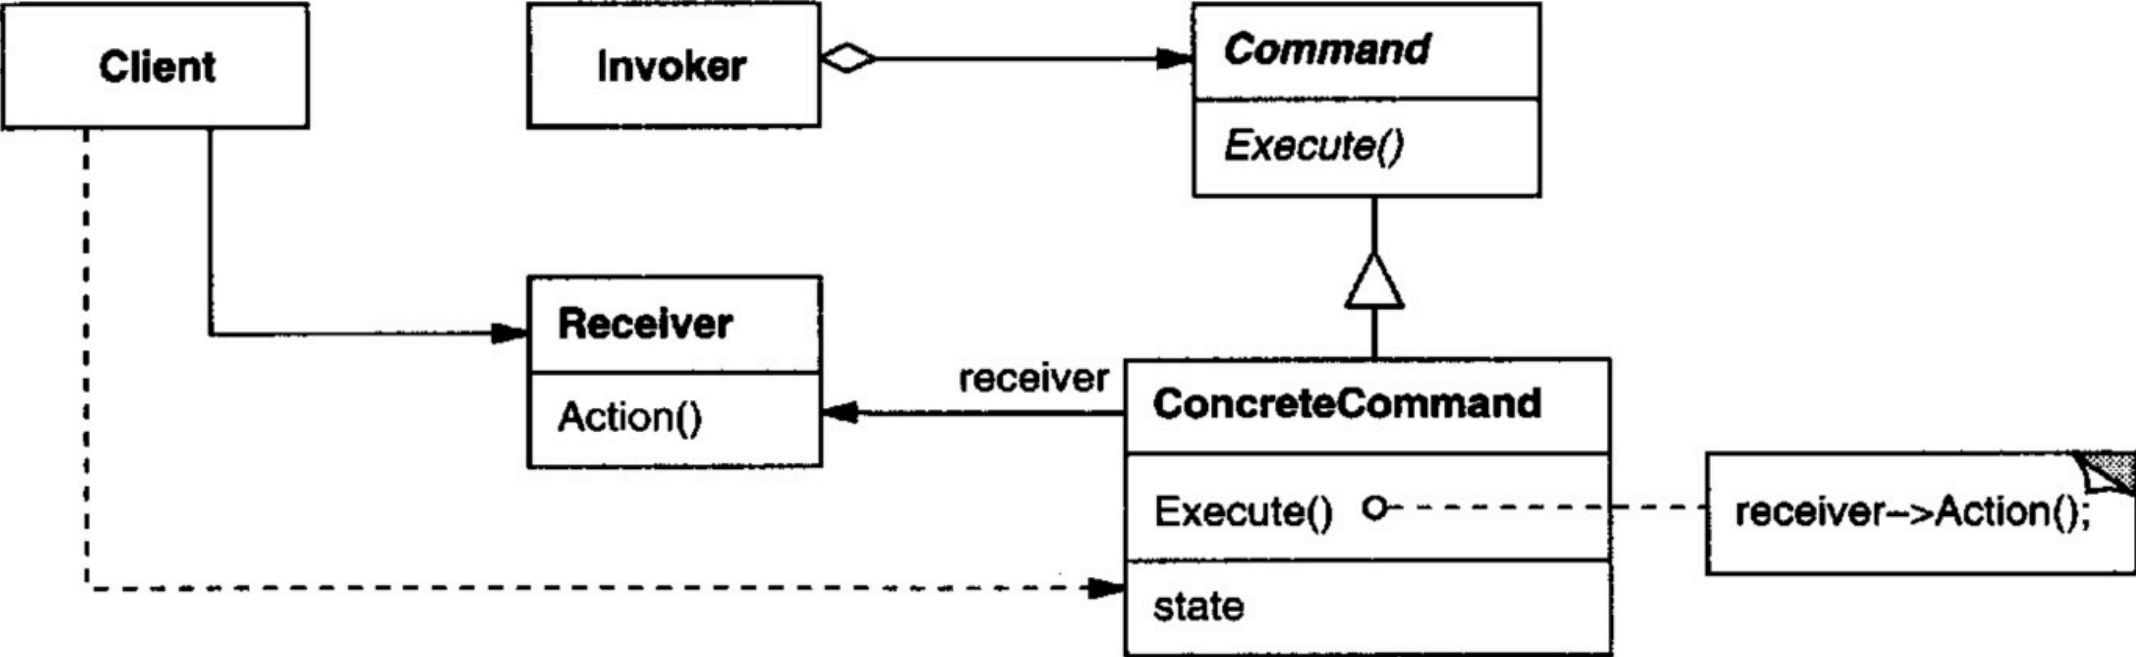 Client
Invoker
Command
Execute()
Receiver
Action()
receiver
ConcreteCommand
Execute()
receiver->Action();
state